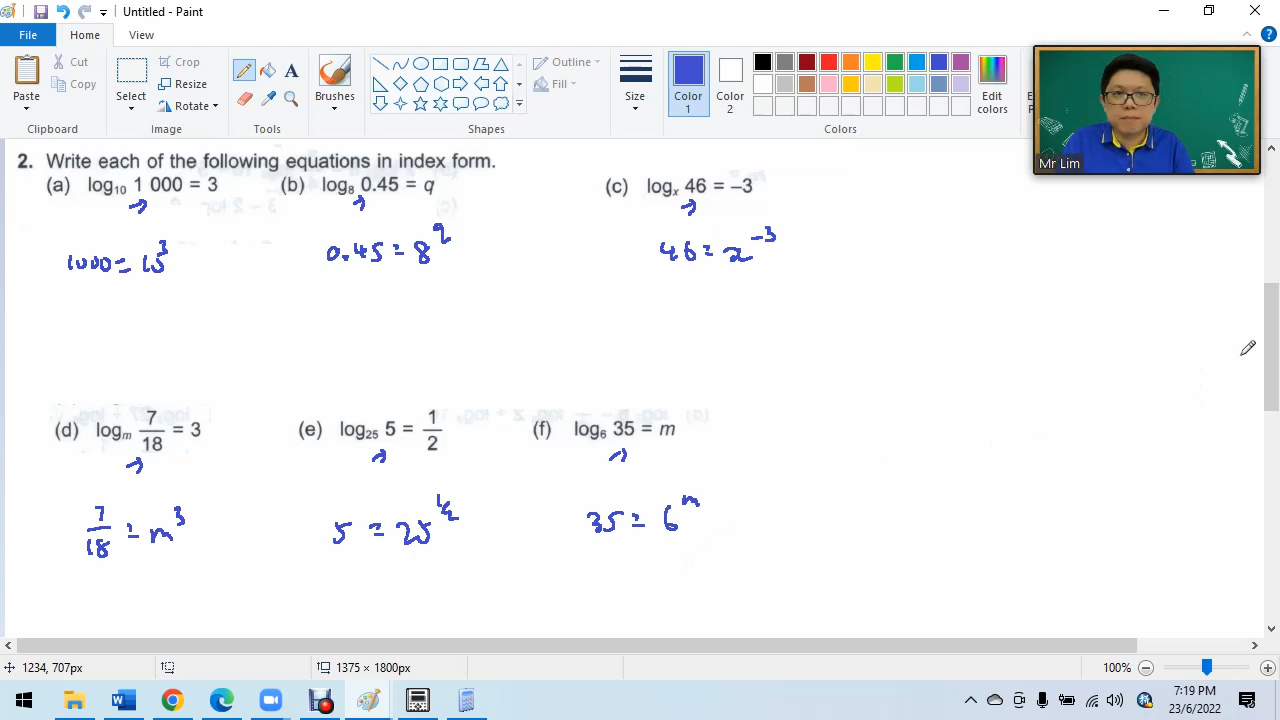 Untitled - Paint
File Home View
Paste
Cut
Copy
Clipboard
Select
Crop
Resize
Rotate
Image
A
Tools
Brushes
Outline
Fill
Shapes
Size
Color 1
Color 2
Edit colors
Colors
Mr Lim
2. Write each of the following equations in index form.
(a) log₁₀ 1 000 = 3 (b) log₈ 0.45 = q (c) logₓ 46 = –3
1000 = 10³ 0.45 = 8^q 46 = x⁻³
(d) logₘ 7/18 = 3 (e) log₂₅ 5 = 1/2 (f) log₆ 35 = m
7/18 = m³ 5 = 25^½ 35 = 6^m
1234, 707px 1375 × 1800px 100%
7:19 PM
23/6/2022